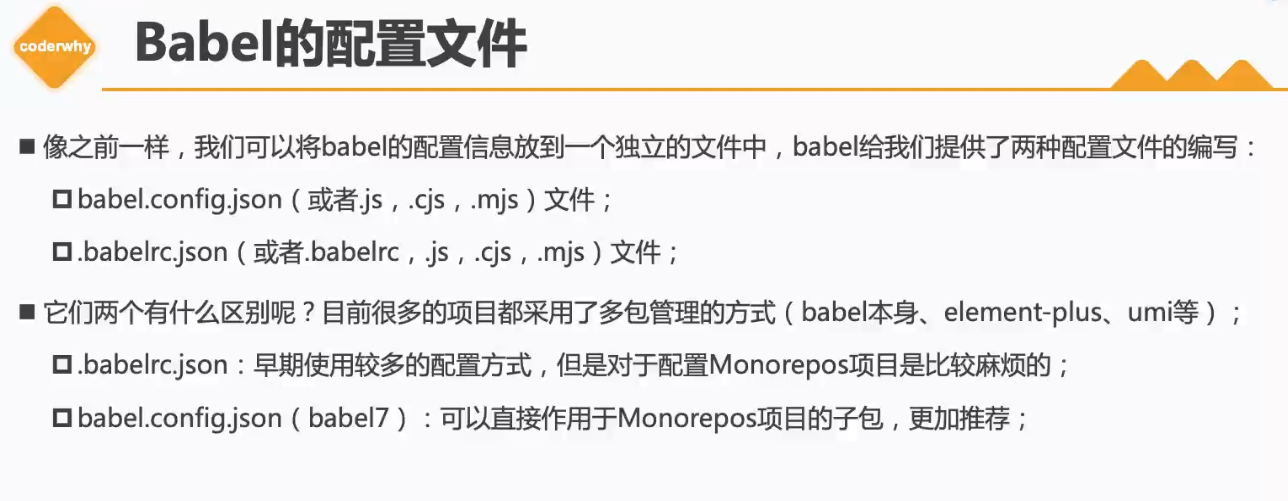 coderwhy
Babel的配置文件
■ 像之前一样，我们可以将babel的配置信息放到一个独立的文件中，babel给我们提供了两种配置文件的编写：
babel.config.json（或者.js，.cjs，.mjs）文件；
.babelrc.json（或者.babelrc，.js，.cjs，.mjs）文件；
■ 它们两个有什么区别呢？目前很多的项目都采用了多包管理的方式（babel本身、element-plus、umi等）；
.babelrc.json：早期使用较多的配置方式，但是对于配置Monorepos项目是比较麻烦的；
babel.config.json（babel7）：可以直接作用于Monorepos项目的子包，更加推荐；